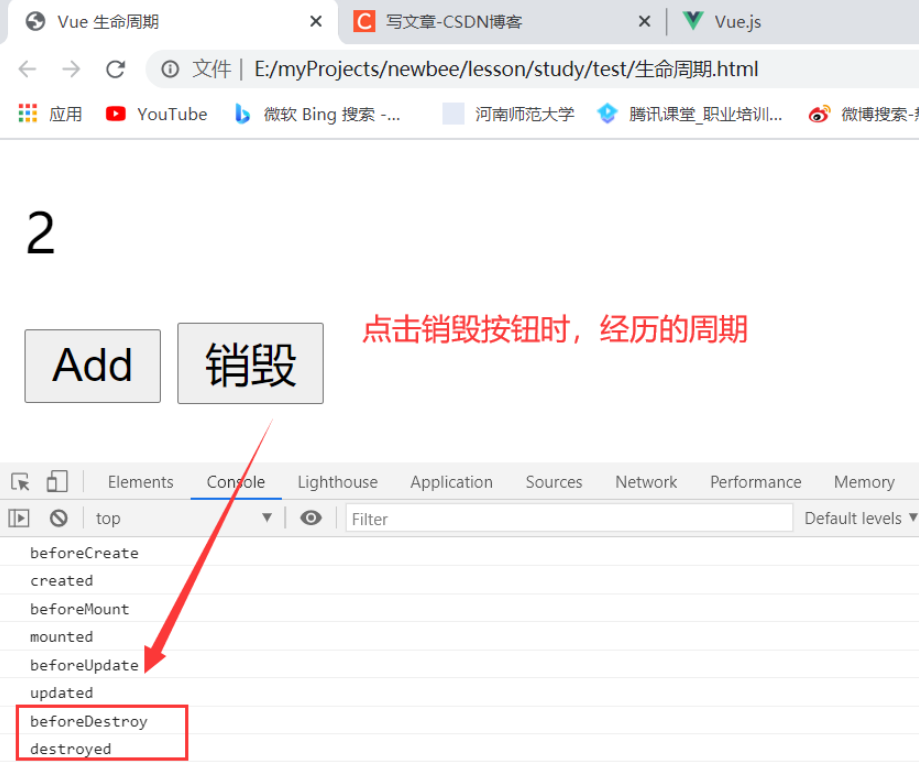 Vue 生命周期
写文章-CSDN博客
Vue.js
文件 | E:/myProjects/newbee/lesson/study/test/生命周期.html
应用 YouTube 微软 Bing 搜索 -... 河南师范大学 腾讯课堂_职业培训... 微博搜索-
2
Add 销毁 点击销毁按钮时，经历的周期
Elements Console Lighthouse Application Sources Network Performance Memory
top Filter Default levels
beforeCreate
created
beforeMount
mounted
beforeUpdate
updated
beforeDestroy
destroyed